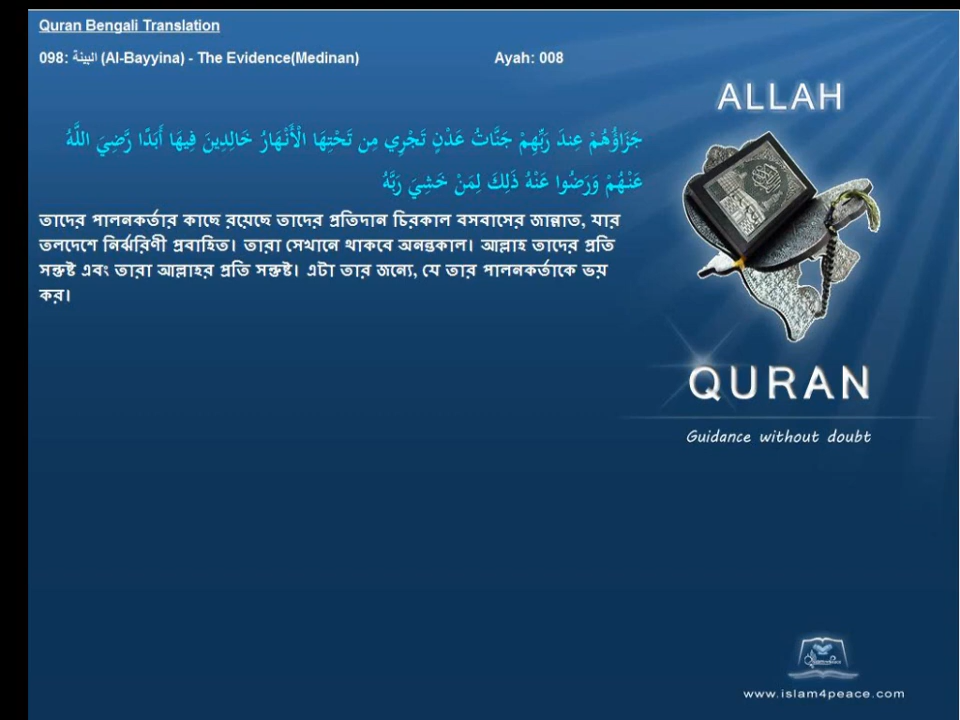 Quran Bengali Translation
098: البينة (Al-Bayyina) - The Evidence(Medinan) Ayah: 008
جَزَاؤُهُمْ عِندَ رَبِّهِمْ جَنَّاتُ عَدْنٍ تَجْرِي مِن تَحْتِهَا الْأَنْهَارُ خَالِدِينَ فِيهَا أَبَدًا رَّضِيَ اللَّهُ
عَنْهُمْ وَرَضُوا عَنْهُ ذَلِكَ لِمَنْ خَشِيَ رَبَّهُ
তাদের পালনকর্তার কাছে রয়েছে তাদের প্রতিদান চিরকাল বসবাসের জান্নাত, যার
তলদেশে নির্ঝরিণী প্রবাহিত। তারা সেখানে থাকবে অনন্তকাল। আল্লাহ তাদের প্রতি
সন্তুষ্ট এবং তারা আল্লাহর প্রতি সন্তুষ্ট। এটা তার জন্যে, যে তার পালনকর্তাকে ভয়
কর।
ALLAH
QURAN
Guidance without doubt
www.islam4peace.com